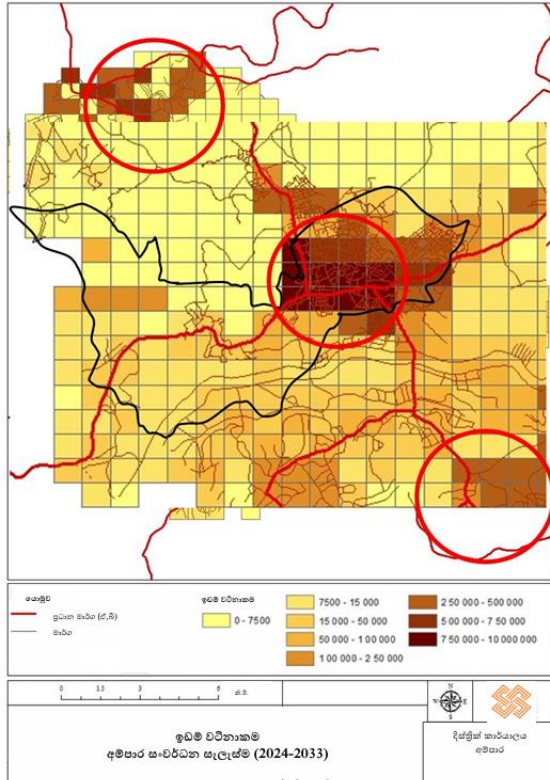 යොමුව
ප්‍රධාන මාර්ග (ඒ,බී)
මාර්ග
ඉඩම් වටිනාකම
0 - 7500
7500 - 15 000
15 000 - 50 000
50 000 - 1 00 000
1 00 000 - 2 50 000
2 50 000 - 500 000
5 00 000 - 7 50 000
7 50 000 - 10 000 000
0 1.5 3 6 කි.මී.
N
W E
S
ඉඩම් වටිනාකම
අම්පාර සංවර්ධන සැලැස්ම (2024-2033)
දිස්ත්‍රික් කාර්යාලය
අම්පාර